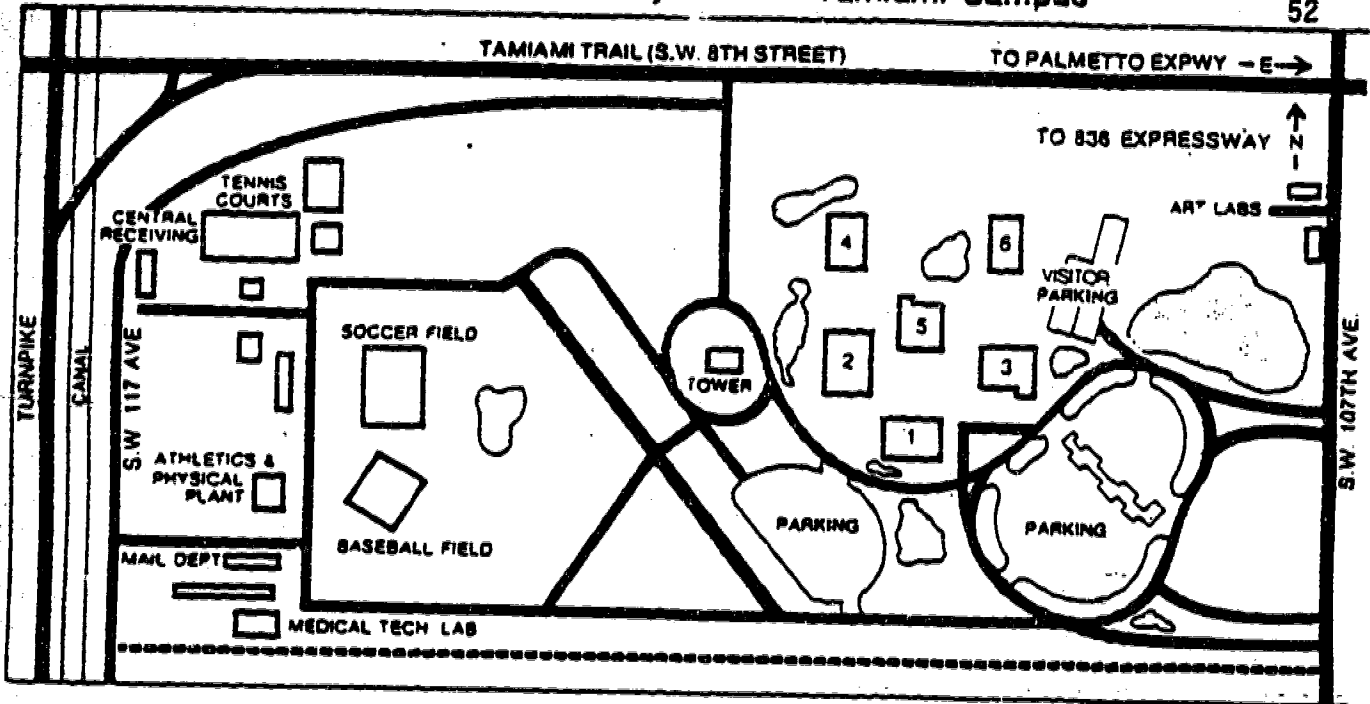 52
TAMIAMI TRAIL (S.W. 8TH STREET)
TO PALMETTO EXPWY - E
TO 836 EXPRESSWAY
N
TENNIS
COURTS
CENTRAL
RECEIVING
ART LABS
4
6
VISITOR
PARKING
5
SOCCER FIELD
2
3
TOWER
TURNPIKE
CANAL
S.W. 117 AVE
S.W. 107TH AVE.
1
ATHLETICS &
PHYSICAL
PLANT
PARKING
PARKING
BASEBALL FIELD
MAIL DEPT
MEDICAL TECH LAB